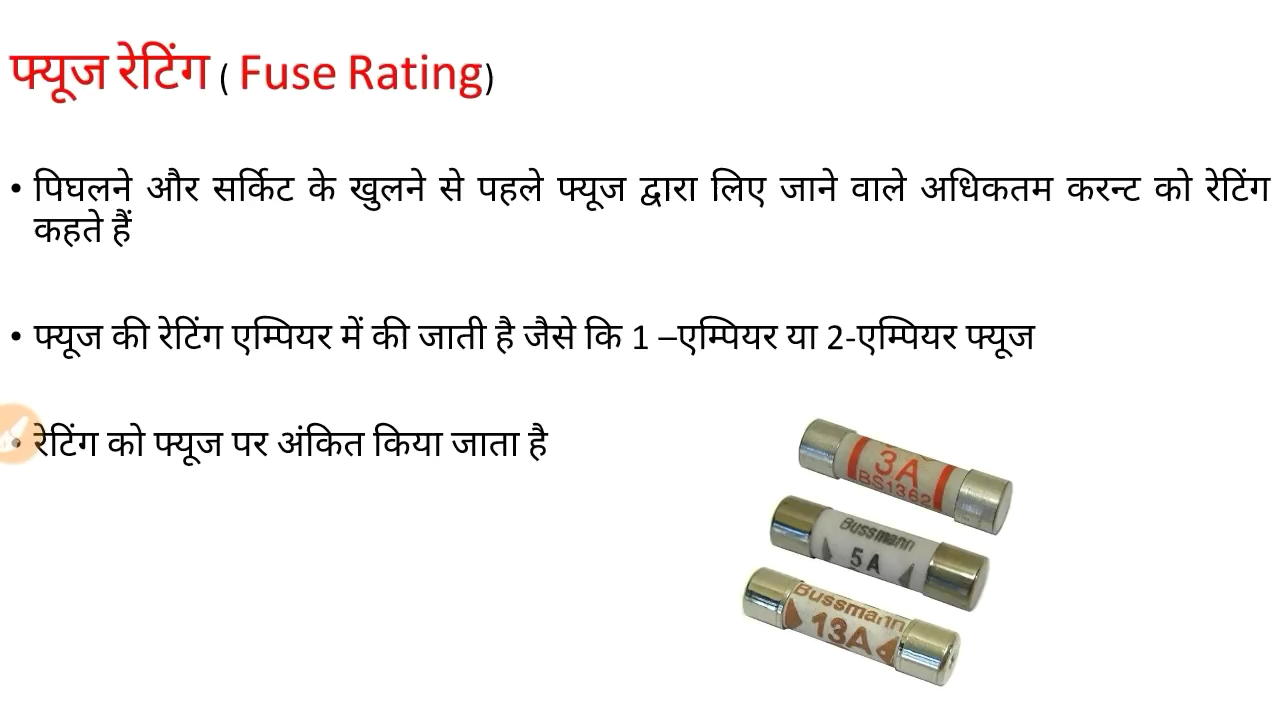 फ्यूज रेटिंग ( Fuse Rating)
• पिघलने और सर्किट के खुलने से पहले फ्यूज द्वारा लिए जाने वाले अधिकतम करन्ट को रेटिंग
कहते हैं
• फ्यूज की रेटिंग एम्पियर में की जाती है जैसे कि 1 –एम्पियर या 2-एम्पियर फ्यूज
• रेटिंग को फ्यूज पर अंकित किया जाता है
3A
BS1362
Bussmann
5A
Bussmann
13A